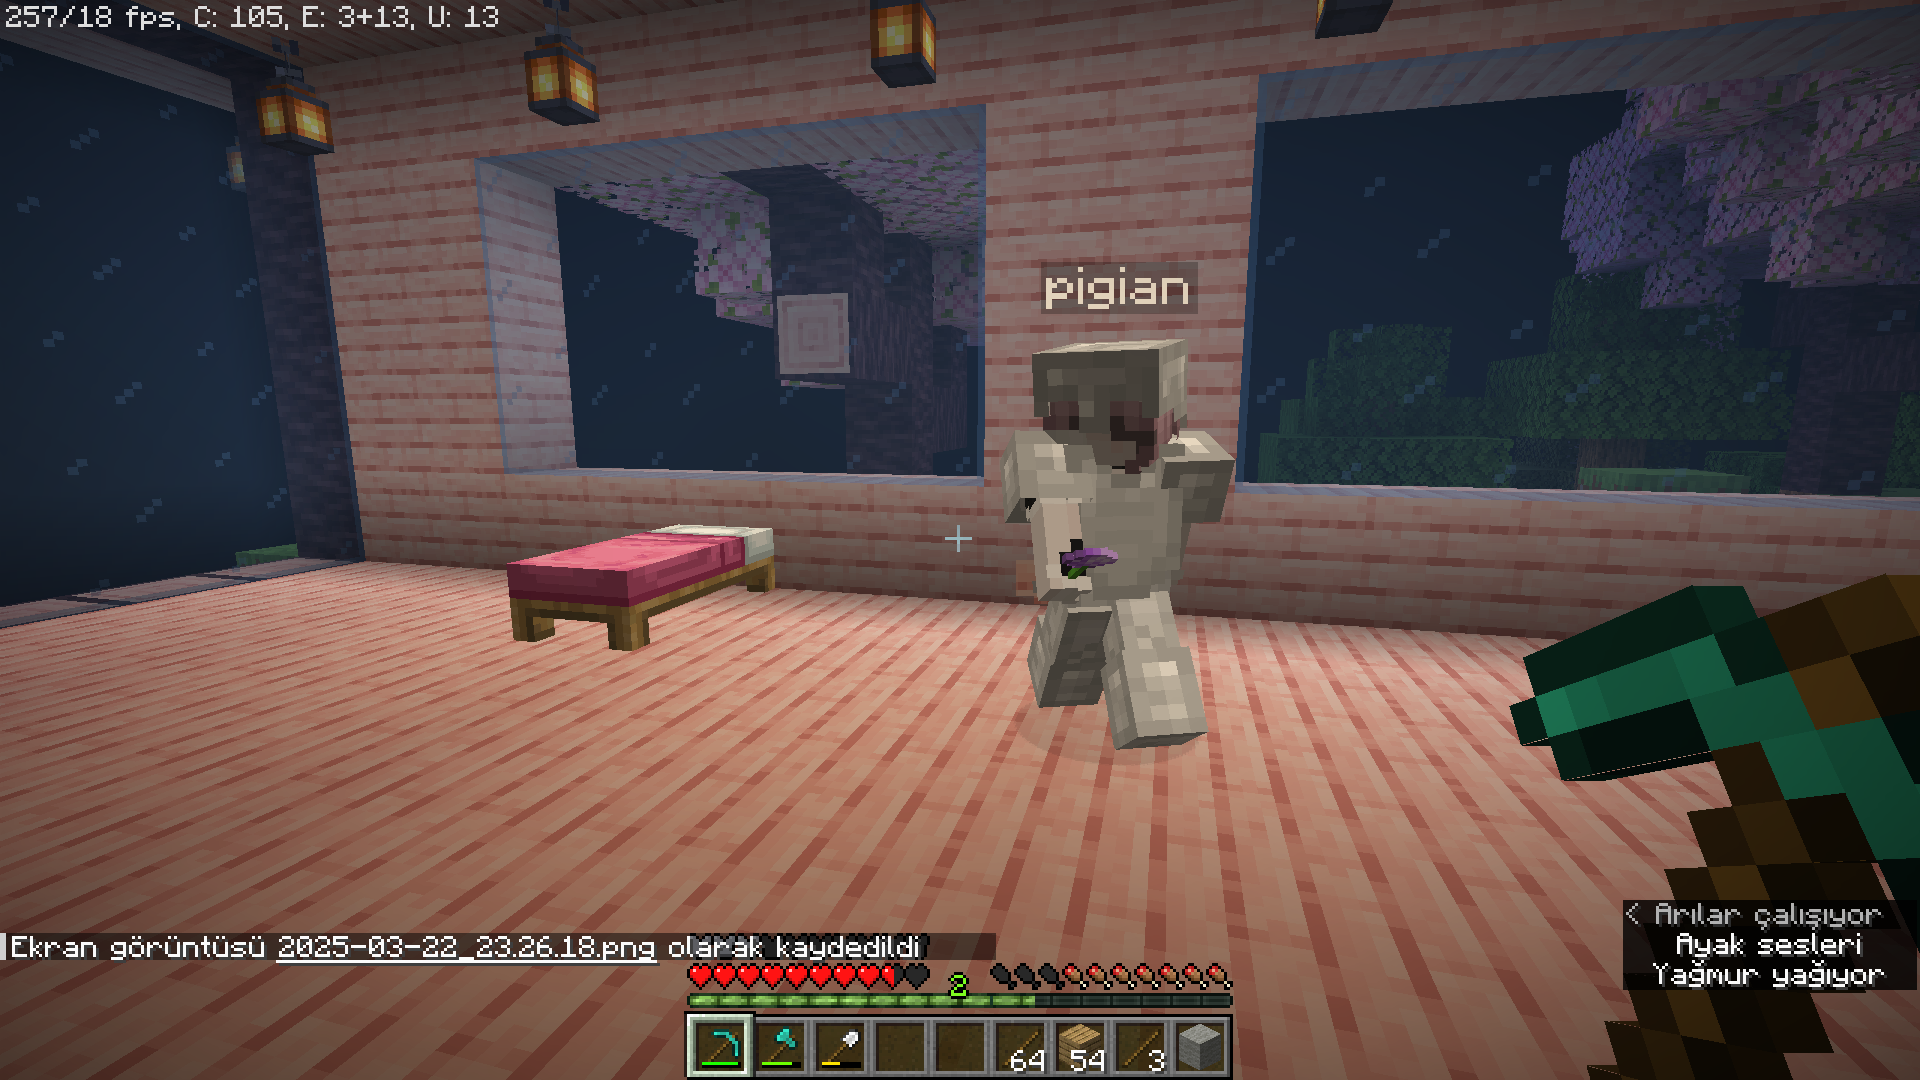 257/18 fps, C: 105, E: 3+13, U: 13
pigian
Ekran görüntüsü 2025-03-22_23.26.18.png olarak kaydedildi
< Arılar çalışıyor
Ayak sesleri
Yağmur yağıyor
2
64
54
3